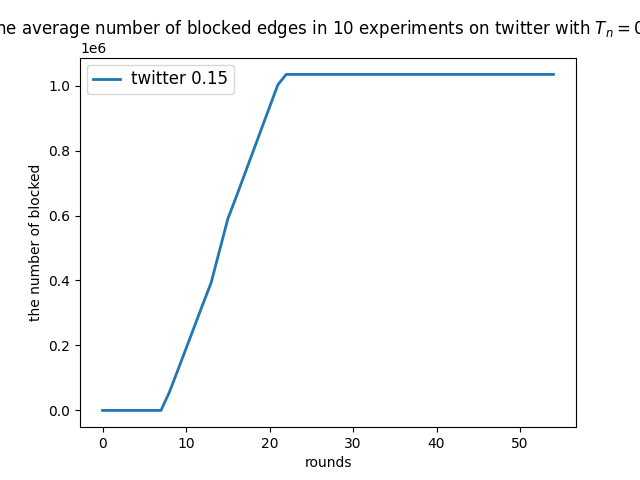 he average number of blocked edges in 10 experiments on twitter with Tₙ = 0
1e6
twitter 0.15
1.0
0.8
0.6
0.4
0.2
0.0
the number of blocked
0 10 20 30 40 50
rounds